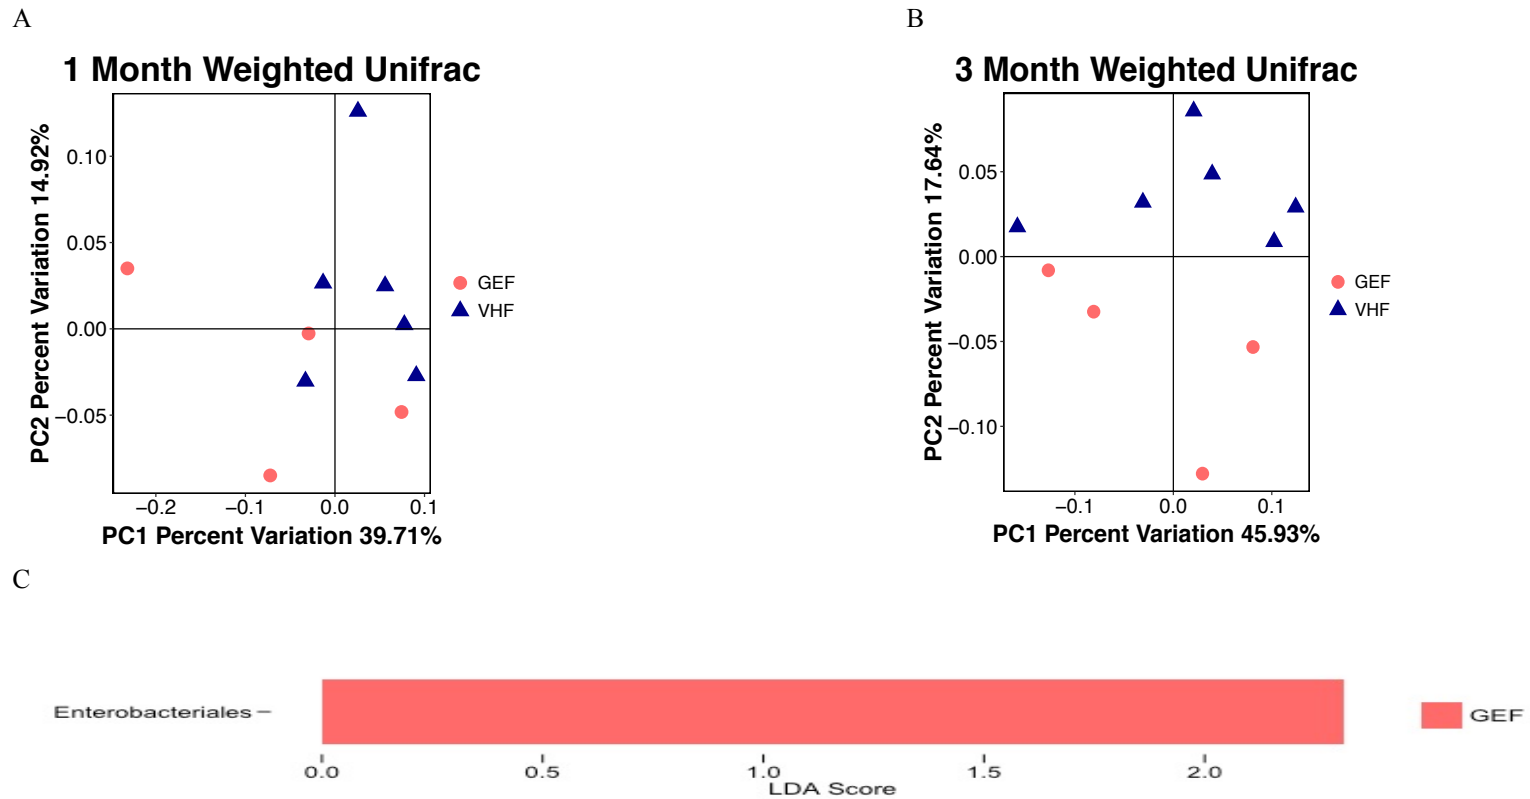 A
B
1 Month Weighted Unifrac
3 Month Weighted Unifrac
PC2 Percent Variation 14.92%
0.10
0.05
0.00
−0.05
−0.2
−0.1
0.0
0.1
PC1 Percent Variation 39.71%
GEF
VHF
PC2 Percent Variation 17.64%
0.05
0.00
−0.05
−0.10
−0.1
0.0
0.1
PC1 Percent Variation 45.93%
GEF
VHF
C
Enterobacteriales
0.0
0.5
1.0
1.5
2.0
LDA Score
GEF